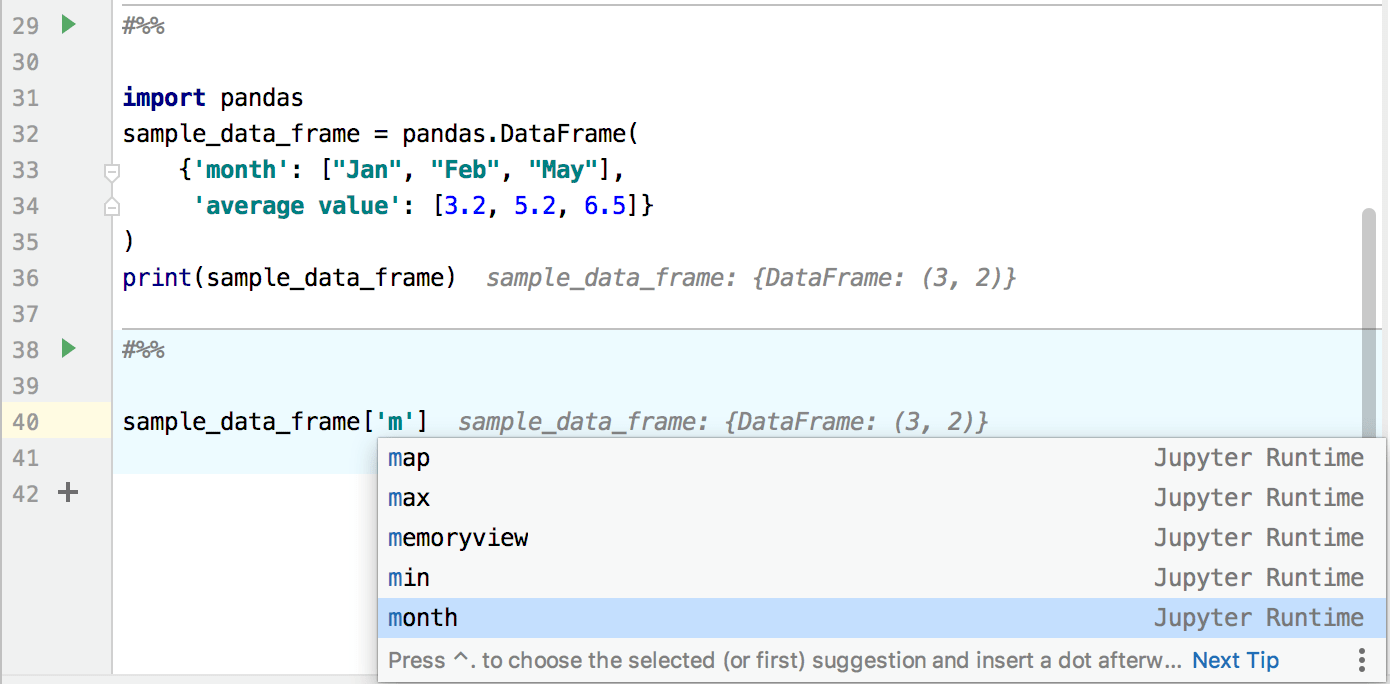 29 #%%
30
31 import pandas
32 sample_data_frame = pandas.DataFrame(
33 {'month': ["Jan", "Feb", "May"],
34 'average value': [3.2, 5.2, 6.5]}
35 )
36 print(sample_data_frame) sample_data_frame: {DataFrame: (3, 2)}
37
38 #%%
39
40 sample_data_frame['m'] sample_data_frame: {DataFrame: (3, 2)}
41 map Jupyter Runtime
42 max Jupyter Runtime
memoryview Jupyter Runtime
min Jupyter Runtime
month Jupyter Runtime
Press ^. to choose the selected (or first) suggestion and insert a dot afterw... Next Tip